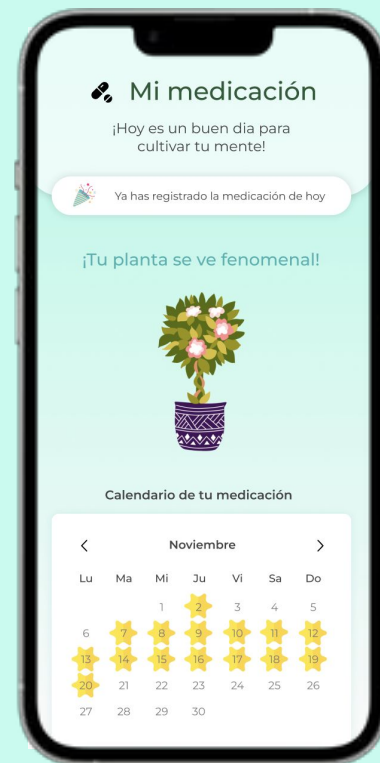 Mi medicación
¡Hoy es un buen dia para
cultivar tu mente!
Ya has registrado la medicación de hoy
¡Tu planta se ve fenomenal!
Calendario de tu medicación
Noviembre
Lu Ma Mi Ju Vi Sa Do
1 2 3 4 5
6 7 8 9 10 11 12
13 14 15 16 17 18 19
20 21 22 23 24 25 26
27 28 29 30